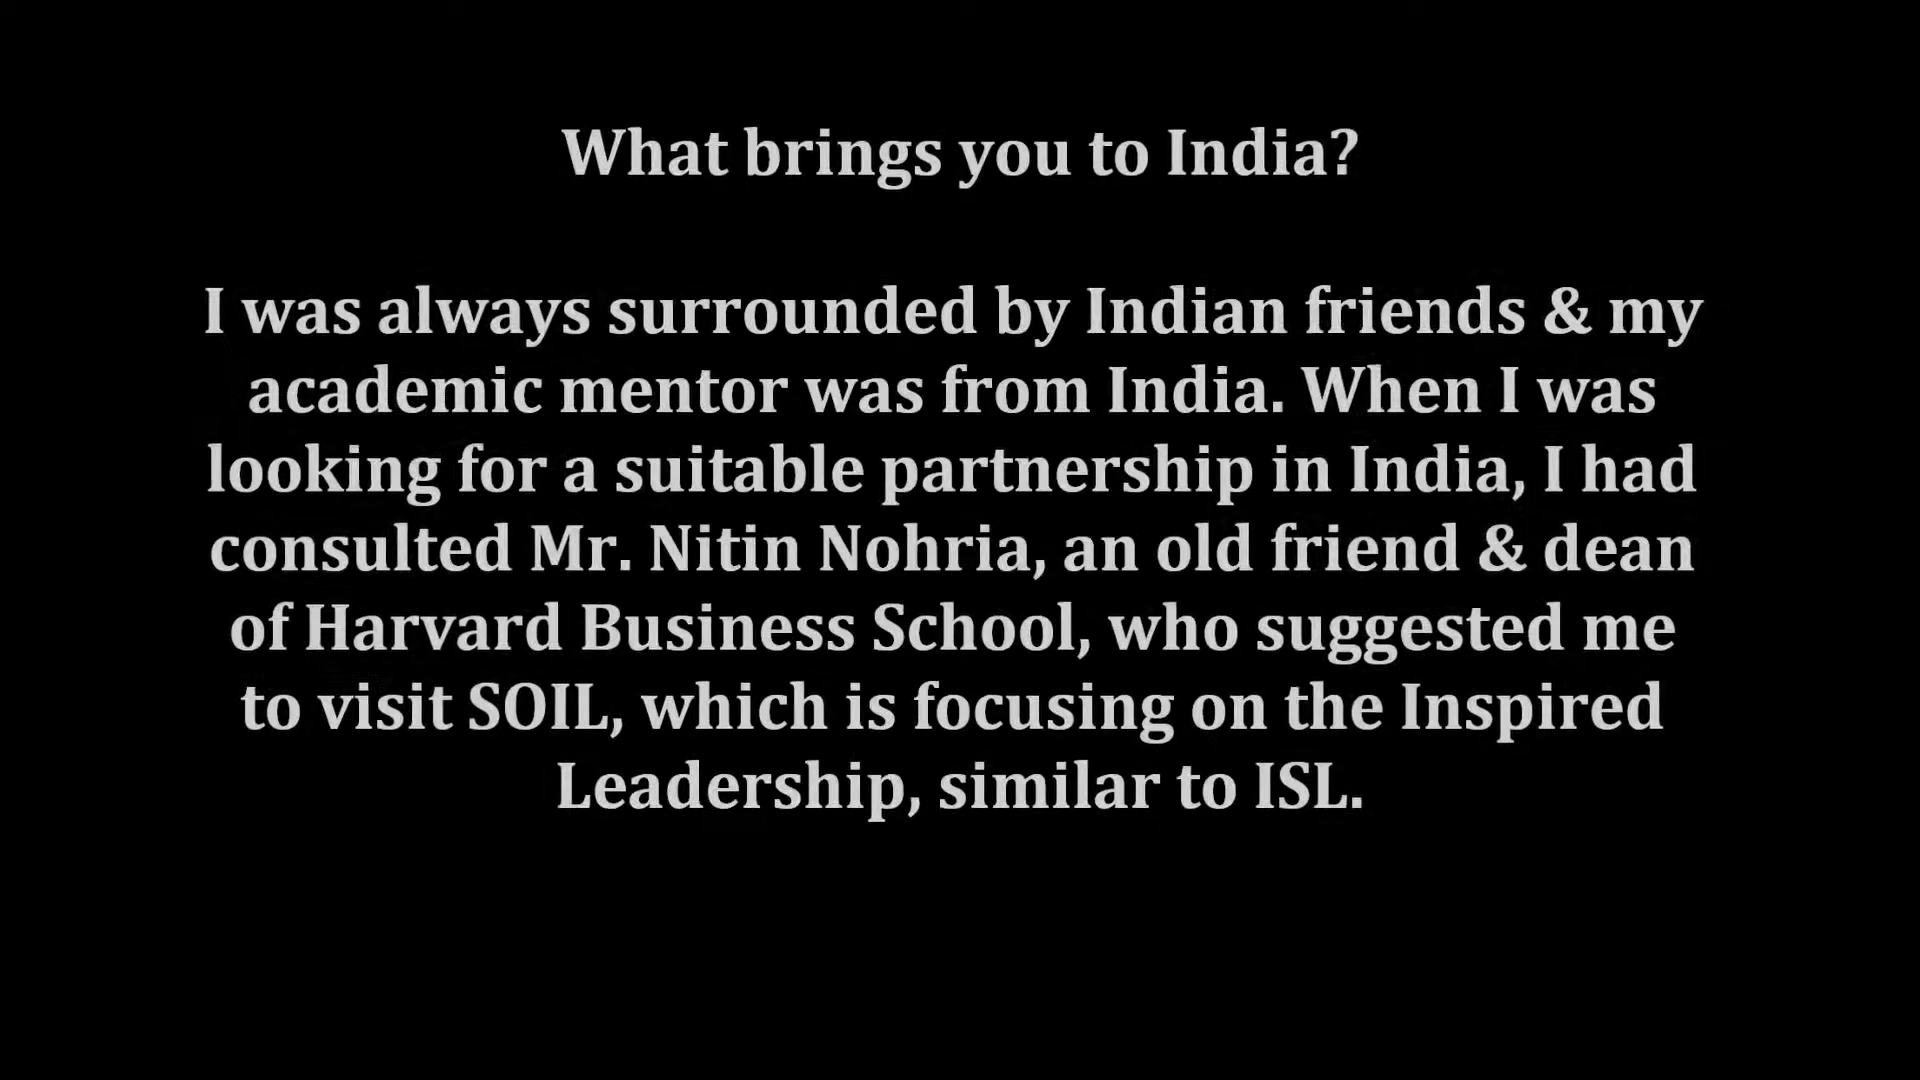 What brings you to India?
I was always surrounded by Indian friends & my
academic mentor was from India. When I was
looking for a suitable partnership in India, I had
consulted Mr. Nitin Nohria, an old friend & dean
of Harvard Business School, who suggested me
to visit SOIL, which is focusing on the Inspired
Leadership, similar to ISL.